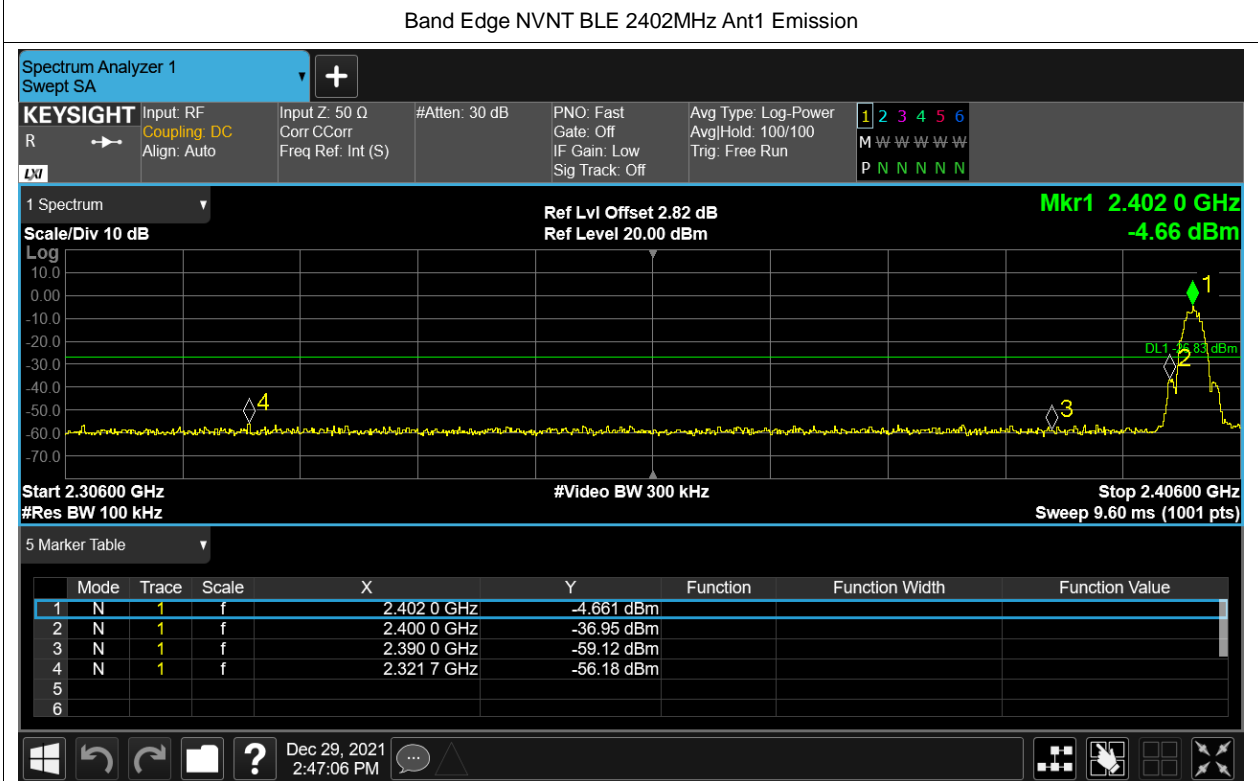 Band Edge NVNT BLE 2402MHz Ant1 Emission
Spectrum Analyzer 1
Swept SA
KEYSIGHT
R
LXI
Input: RF
Coupling: DC
Align: Auto
Input Z: 50 Ω
Corr CCorr
Freq Ref: Int (S)
#Atten: 30 dB
PNO: Fast
Gate: Off
IF Gain: Low
Sig Track: Off
Avg Type: Log-Power
Avg|Hold: 100/100
Trig: Free Run
1 2 3 4 5 6
M W W W W W
P N N N N N
1 Spectrum
Scale/Div 10 dB
Ref Lvl Offset 2.82 dB
Ref Level 20.00 dBm
Mkr1 2.402 0 GHz
-4.66 dBm
Log
10.0
0.00
-10.0
-20.0
-30.0
-40.0
-50.0
-60.0
-70.0
1
DL1 -26.83 dBm
2
4
3
Start 2.30600 GHz
#Video BW 300 kHz
Stop 2.40600 GHz
#Res BW 100 kHz
Sweep 9.60 ms (1001 pts)
5 Marker Table
Mode Trace Scale X Y Function Function Width Function Value
1 N 1 f 2.402 0 GHz -4.661 dBm
2 N 1 f 2.400 0 GHz -36.95 dBm
3 N 1 f 2.390 0 GHz -59.12 dBm
4 N 1 f 2.321 7 GHz -56.18 dBm
5
6
?
Dec 29, 2021
2:47:06 PM